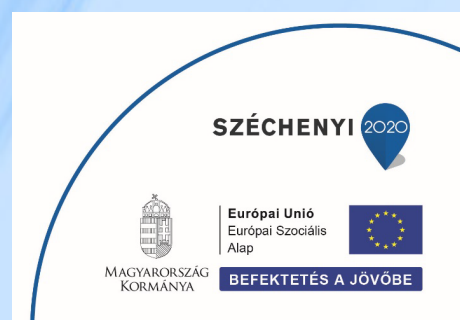 SZÉCHENYI 2020
Európai Unió
Európai Szociális
Alap
MAGYARORSZÁG
KORMÁNYA
BEFEKTETÉS A JÖVŐBE